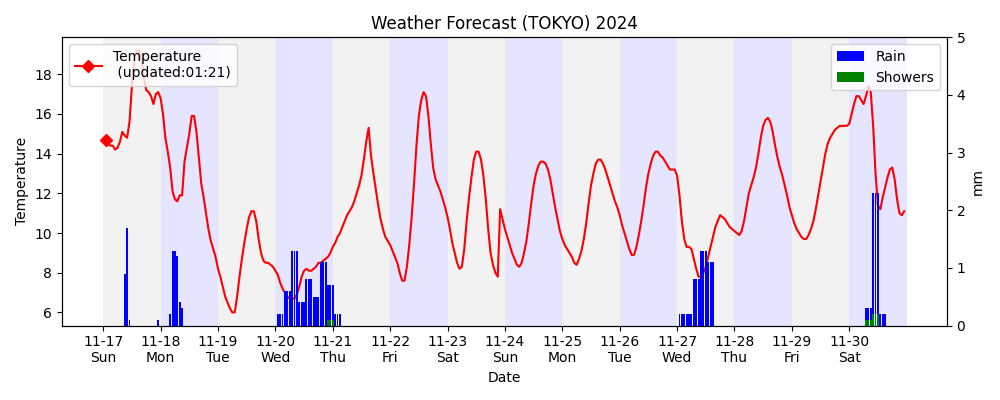 Weather Forecast (TOKYO) 2024
Temperature
(updated:01:21)
Rain
Showers
Temperature
18
16
14
12
10
8
6
5
4
3
2
1
0
mm
11-17 11-18 11-19 11-20 11-21 11-22 11-23 11-24 11-25 11-26 11-27 11-28 11-29 11-30
Sun Mon Tue Wed Thu Fri Sat Sun Mon Tue Wed Thu Fri Sat
Date